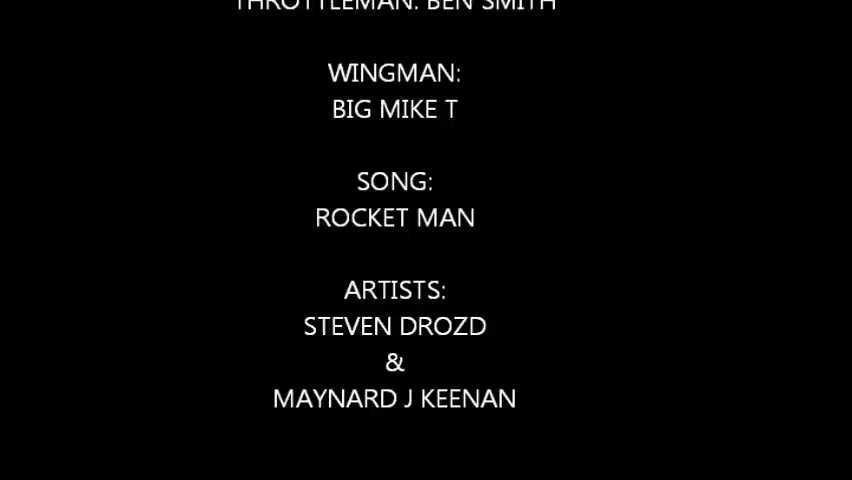 THROTTLEMAN: BEN SMITH
WINGMAN:
BIG MIKE T
SONG:
ROCKET MAN
ARTISTS:
STEVEN DROZD
&
MAYNARD J KEENAN